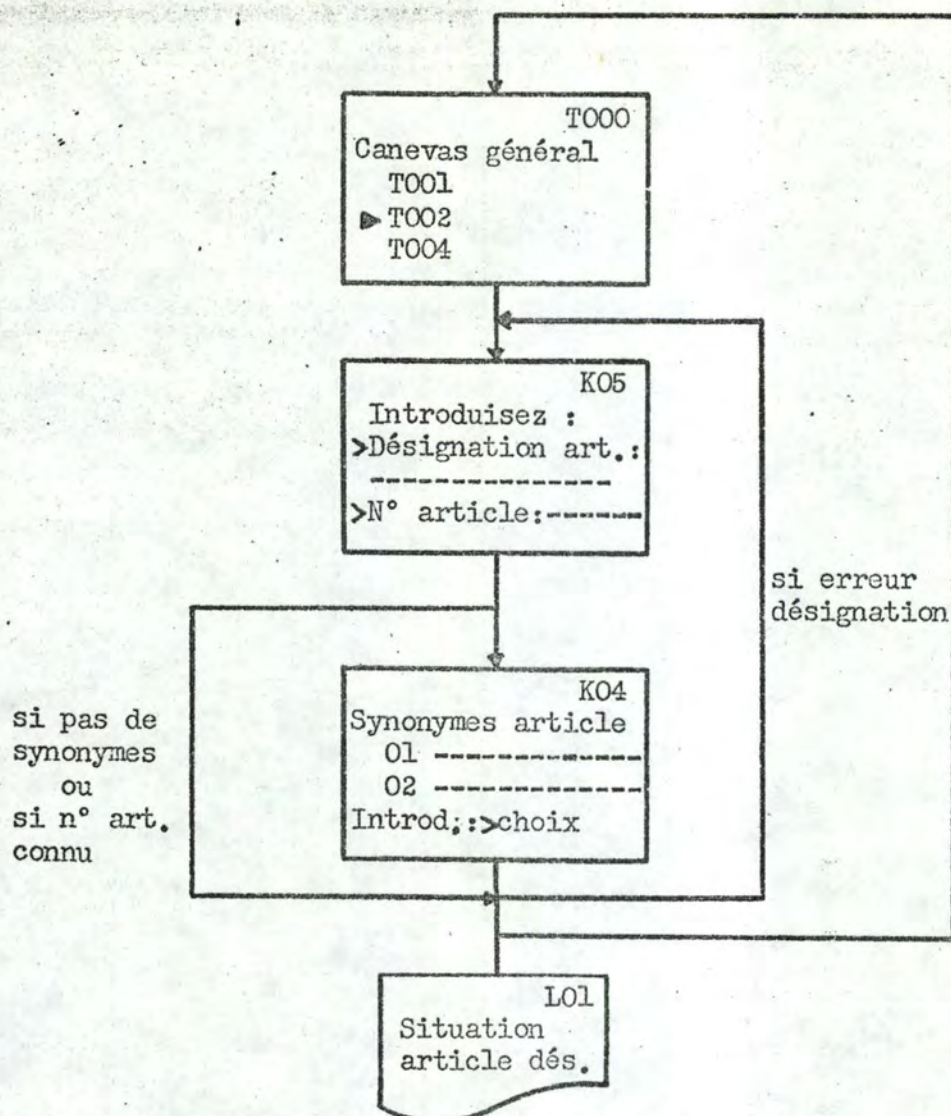 T000
Canevas général
T001
▶ T002
T004
K05
Introduisez :
>Désignation art.:
----------------
>N° article:------
si erreur
désignation
K04
Synonymes article
01 --------------
02 --------------
Introd.:>choix
si pas de
synonymes
ou
si n° art.
connu
L01
Situation
article dés.